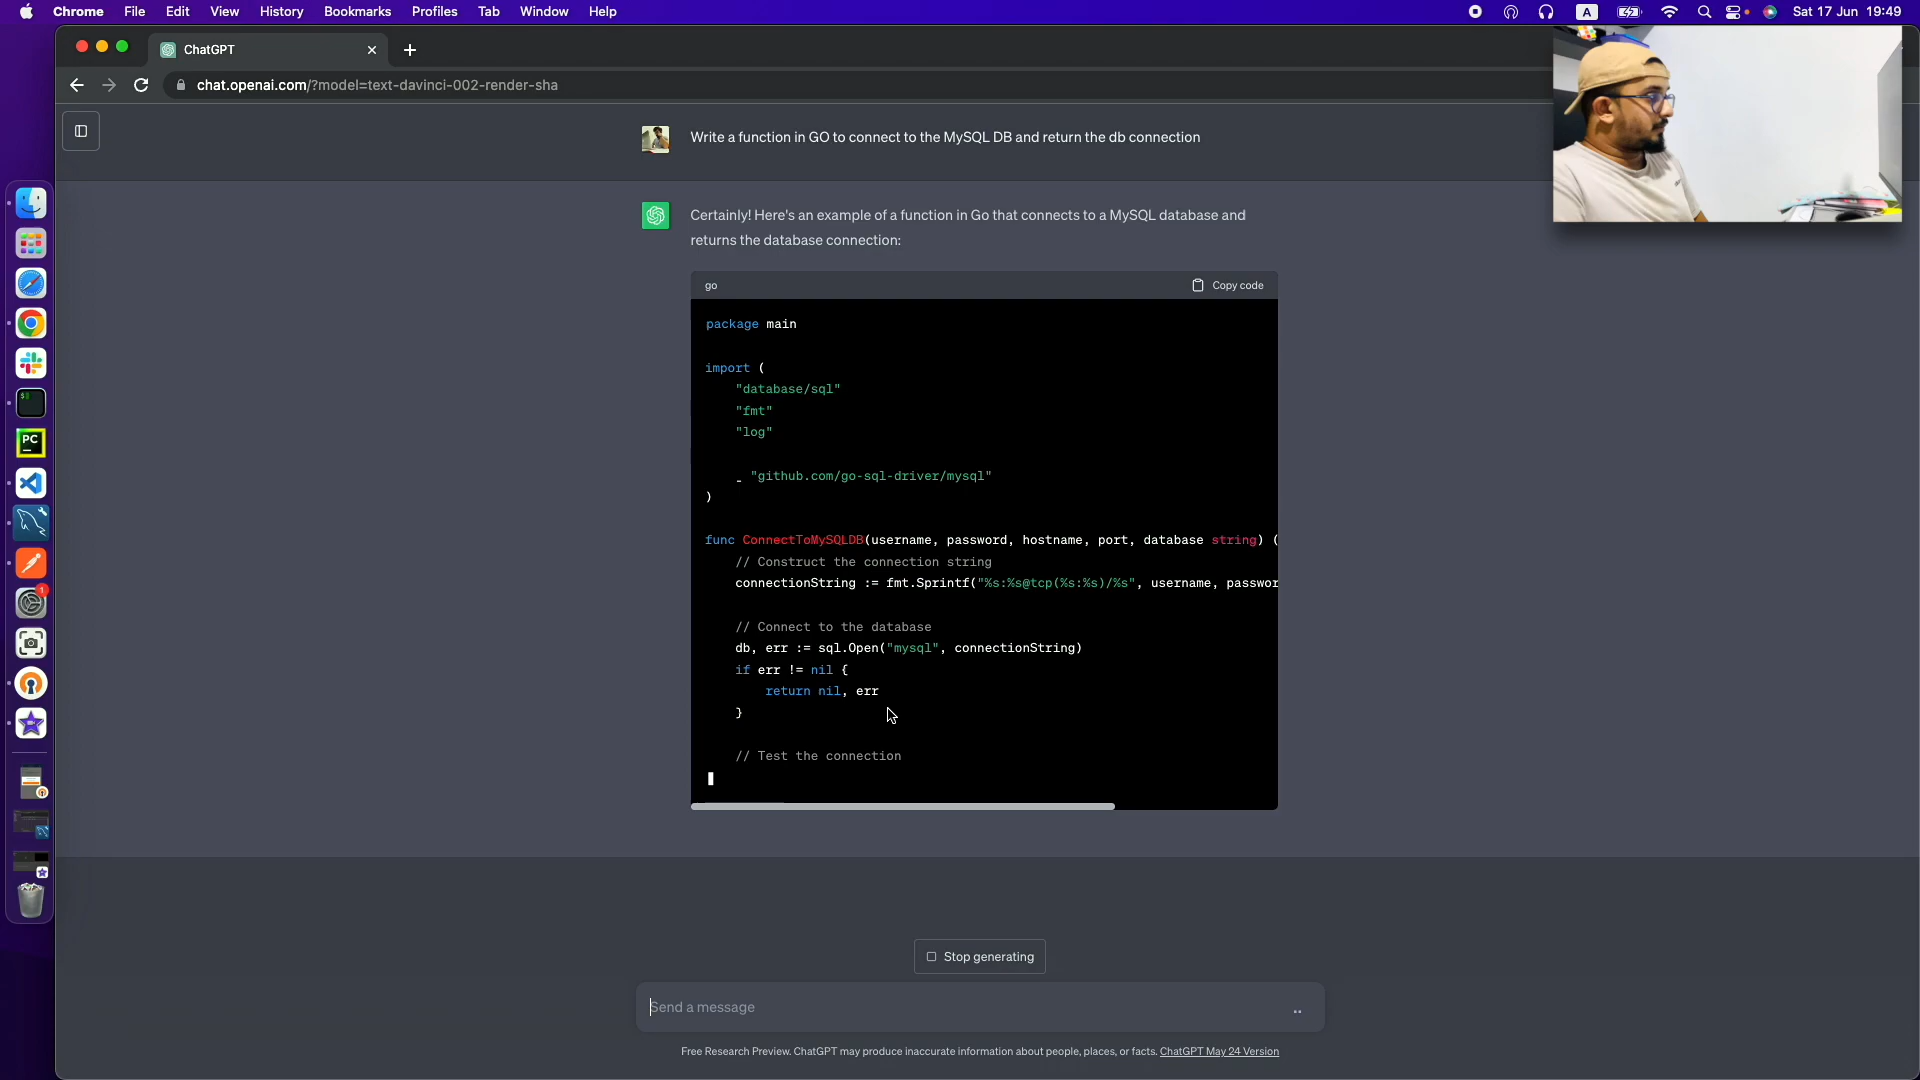 Chrome File Edit View History Bookmarks Profiles Tab Window Help
A
Sat 17 Jun 19:49
ChatGPT
chat.openai.com/?model=text-davinci-002-render-sha
Write a function in GO to connect to the MySQL DB and return the db connection
Certainly! Here's an example of a function in Go that connects to a MySQL database and
returns the database connection:
go
Copy code
package main
import (
"database/sql"
"fmt"
"log"
_ "github.com/go-sql-driver/mysql"
)
func ConnectToMySQLDB(username, password, hostname, port, database string) (
// Construct the connection string
connectionString := fmt.Sprintf("%s:%s@tcp(%s:%s)/%s", username, passwor
// Connect to the database
db, err := sql.Open("mysql", connectionString)
if err != nil {
return nil, err
}
// Test the connection
PC
1
Stop generating
Send a message
Free Research Preview. ChatGPT may produce inaccurate information about people, places, or facts. ChatGPT May 24 Version